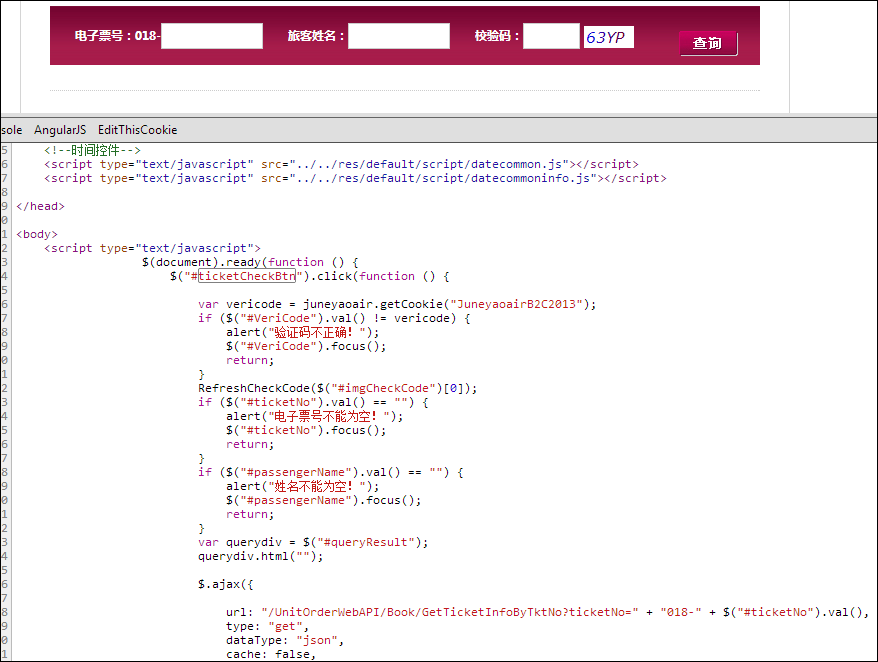 电子票号：018- 旅客姓名： 校验码： 63YP 查询
sole AngularJS EditThisCookie
5 <!--时间控件-->
6 <script type="text/javascript" src="../../res/default/script/datecommon.js"></script>
7 <script type="text/javascript" src="../../res/default/script/datecommoninfo.js"></script>
8
9 </head>
0
1 <body>
2 <script type="text/javascript">
3 $(document).ready(function () {
4 $("#ticketCheckBtn").click(function () {
5
6 var vericode = juneyaoair.getCookie("JuneyaoairB2C2013");
7 if ($("#VeriCode").val() != vericode) {
8 alert("验证码不正确！");
9 $("#VeriCode").focus();
0 return;
1 }
2 RefreshCheckCode($("#imgCheckCode")[0]);
3 if ($("#ticketNo").val() == "") {
4 alert("电子票号不能为空！");
5 $("#ticketNo").focus();
6 return;
7 }
8 if ($("#passengerName").val() == "") {
9 alert("姓名不能为空！");
0 $("#passengerName").focus();
1 return;
2 }
3 var querydiv = $("#queryResult");
4 querydiv.html("");
5
6 $.ajax({
7
8 url: "/UnitOrderWebAPI/Book/GetTicketInfoByTktNo?ticketNo=" + "018-" + $("#ticketNo").val(),
9 type: "get",
0 dataType: "json",
1 cache: false,